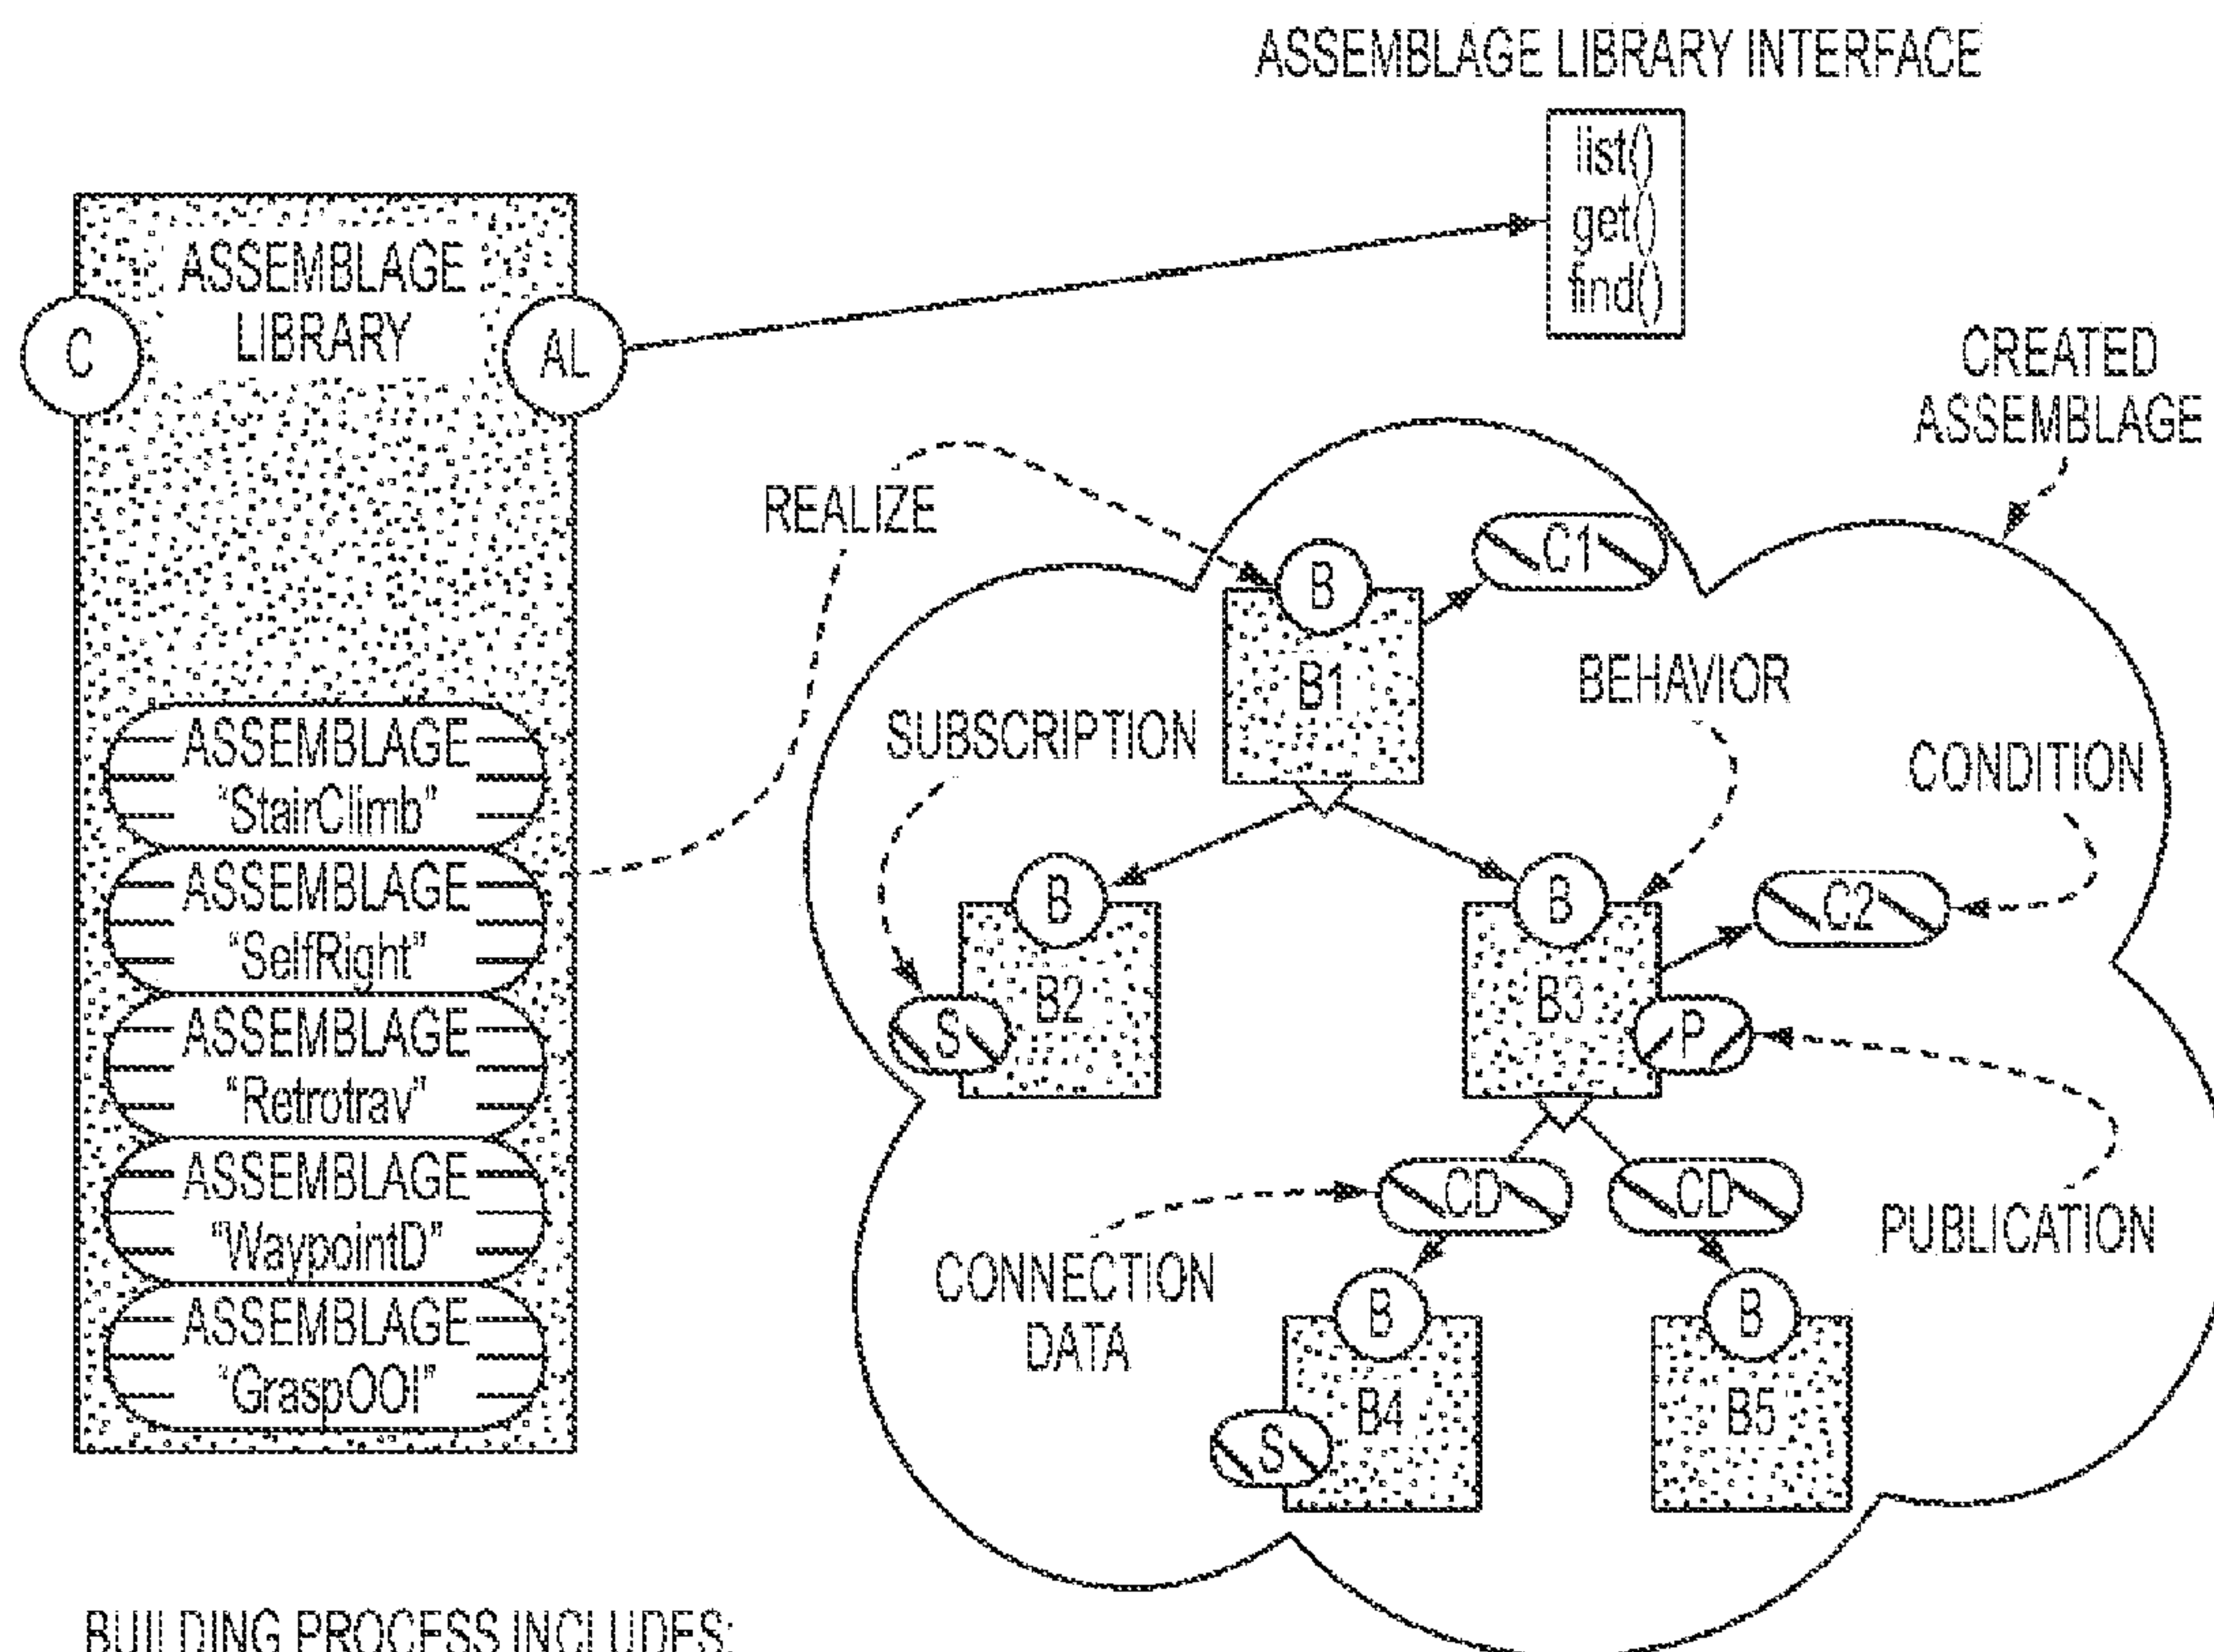 ASSEMBLAGE LIBRARY INTERFACE
list()
get()
find()
ASSEMBLAGE
LIBRARY
C
AL
CREATED
ASSEMBLAGE
REALIZE
C1
B
B1
BEHAVIOR
SUBSCRIPTION
CONDITION
ASSEMBLAGE
"StairClimb"
ASSEMBLAGE
"SelfRight"
ASSEMBLAGE
"Retrotrav"
ASSEMBLAGE
"WaypointD"
ASSEMBLAGE
"GraspOOI"
B
B2
S
B
B3
C2
P
CD
CD
PUBLICATION
CONNECTION
DATA
B
B4
S
B
B5
BUILDING PROCESS INCLUDES: